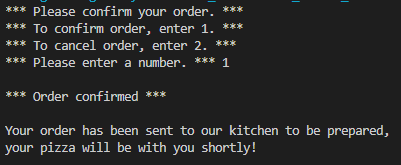 *** Please confirm your order. ***
*** To confirm order, enter 1. ***
*** To cancel order, enter 2. ***
*** Please enter a number. *** 1
*** Order confirmed ***
Your order has been sent to our kitchen to be prepared,
your pizza will be with you shortly!